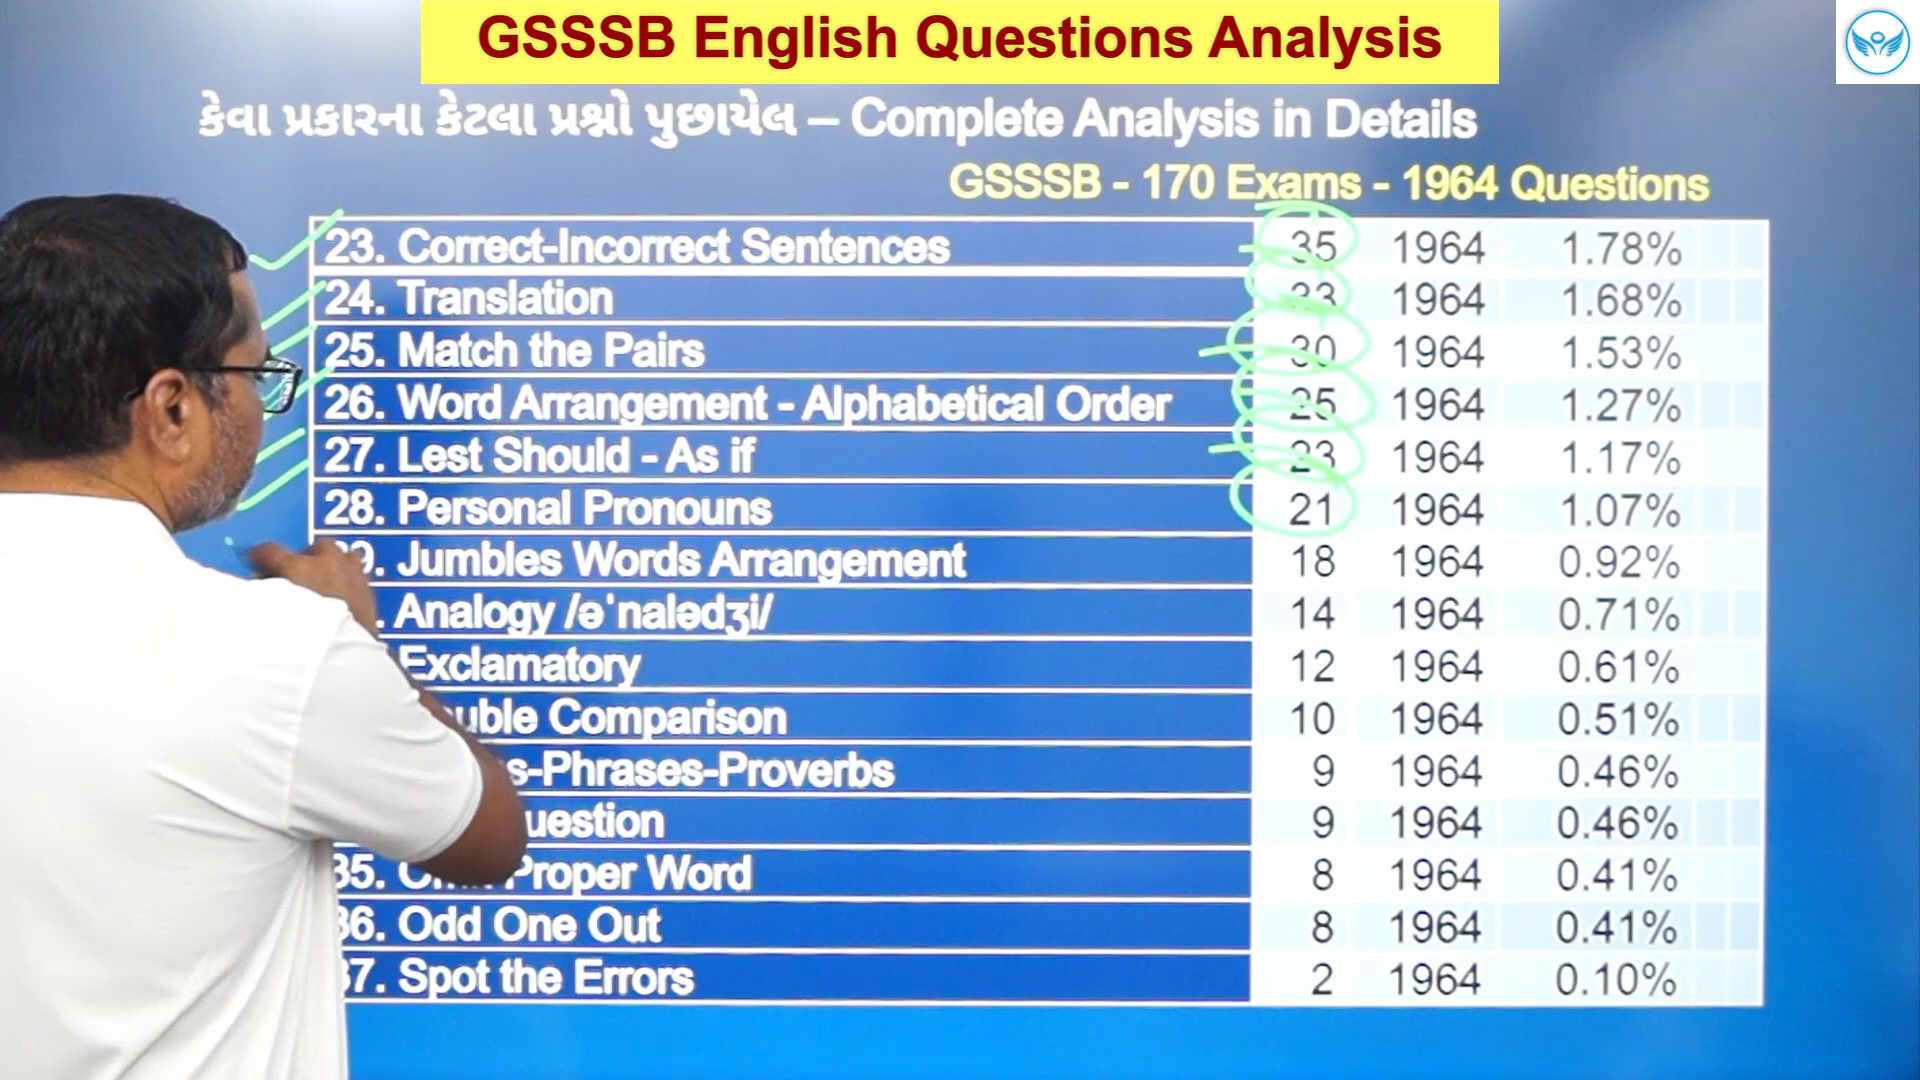 GSSSB English Questions Analysis
કેવા પ્રકારના કેટલા પ્રશ્નો પુછાયેલ – Complete Analysis in Details
GSSSB - 170 Exams - 1964 Questions
23. Correct-Incorrect Sentences 35 1964 1.78%
24. Translation 33 1964 1.68%
25. Match the Pairs 30 1964 1.53%
26. Word Arrangement - Alphabetical Order 25 1964 1.27%
27. Lest Should - As if 23 1964 1.17%
28. Personal Pronouns 21 1964 1.07%
9. Jumbles Words Arrangement 18 1964 0.92%
. Analogy /əˈnalədʒi/ 14 1964 0.71%
Exclamatory 12 1964 0.61%
uble Comparison 10 1964 0.51%
s-Phrases-Proverbs 9 1964 0.46%
uestion 9 1964 0.46%
35. Proper Word 8 1964 0.41%
36. Odd One Out 8 1964 0.41%
37. Spot the Errors 2 1964 0.10%